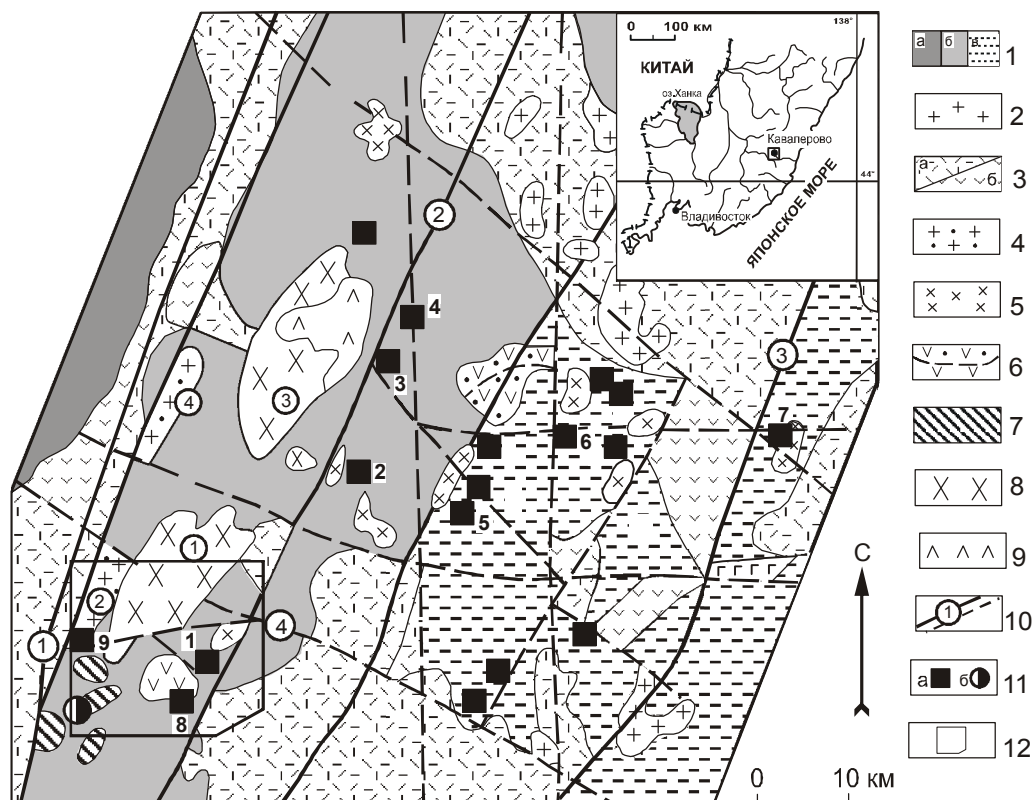 0 100 км
138°
КИТАЙ
оз.Ханка
Кавалерово
44°
Владивосток
ЯПОНСКОЕ МОРЕ
2
4
3
3
3
7
4
6
2
5
1
2
4
1
9
1
8
С
0 10 км
а б в 1
2
а б 3
4
5
6
7
8
9
1 10
а б 11
12